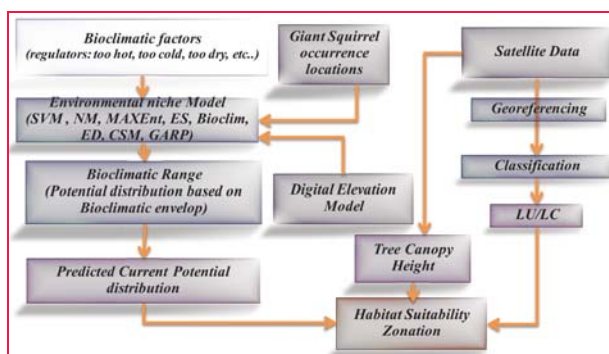 Bioclimatic factors
(regulators: too hot, too cold, too dry, etc..)
Giant Squirrel
occurrence
locations
Satellite Data
Environmental niche Model
(SVM , NM, MAXEnt, ES, Bioclim,
ED, CSM, GARP)
Georeferencing
Bioclimatic Range
(Potential distribution based on
Bioclimatic envelop)
Digital Elevation
Model
Classification
LU/LC
Tree Canopy
Height
Predicted Current Potential
distribution
Habitat Suitability
Zonation